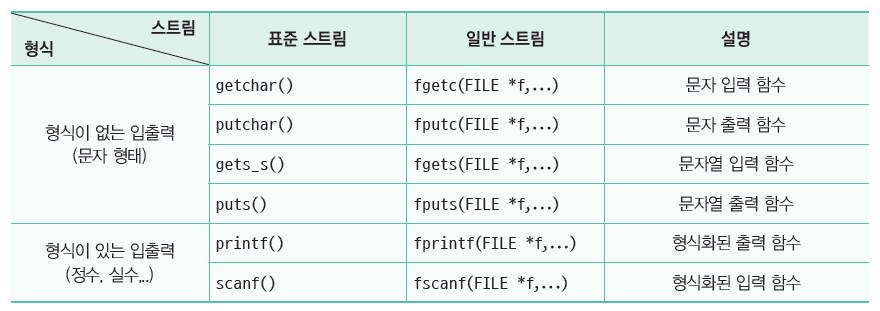 스트림
형식
표준 스트림 일반 스트림 설명
형식이 없는 입출력
(문자 형태)
getchar() fgetc(FILE *f,...) 문자 입력 함수
putchar() fputc(FILE *f,...) 문자 출력 함수
gets_s() fgets(FILE *f,...) 문자열 입력 함수
puts() fputs(FILE *f,...) 문자열 출력 함수
형식이 있는 입출력
(정수, 실수,..)
printf() fprintf(FILE *f,...) 형식화된 출력 함수
scanf() fscanf(FILE *f,...) 형식화된 입력 함수